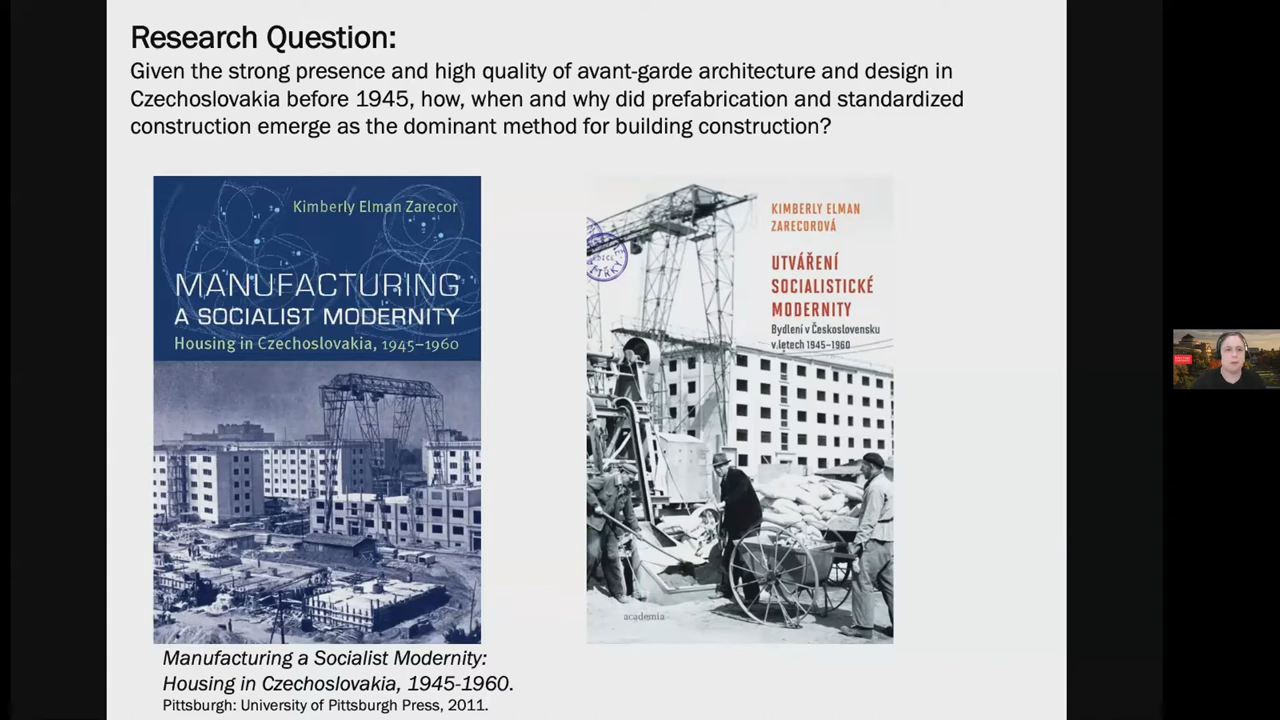 Research Question:
Given the strong presence and high quality of avant-garde architecture and design in
Czechoslovakia before 1945, how, when and why did prefabrication and standardized
construction emerge as the dominant method for building construction?
Kimberly Elman Zarecor
MANUFACTURING
A SOCIALIST MODERNITY
Housing in Czechoslovakia, 1945–1960
KIMBERLY ELMAN
ZARECOROVÁ
UTVÁŘENÍ
SOCIALISTICKÉ
MODERNITY
Bydlení v Československu
v letech 1945–1960
academia
Manufacturing a Socialist Modernity:
Housing in Czechoslovakia, 1945-1960.
Pittsburgh: University of Pittsburgh Press, 2011.